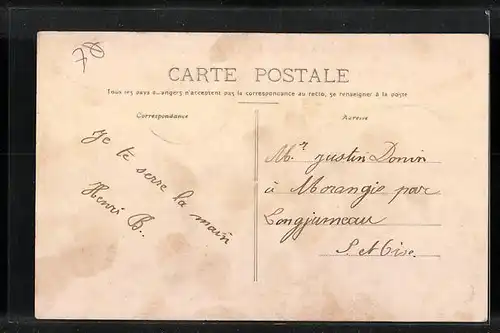 78
CARTE POSTALE
Tous les pays étrangers n'acceptent pas la correspondance au recto, se renseigner à la poste
Correspondance
Adresse
Je te serre la main
Henri B.
Mr Justin Donin
à Morangis par
Longjumeau
S. et Oise.